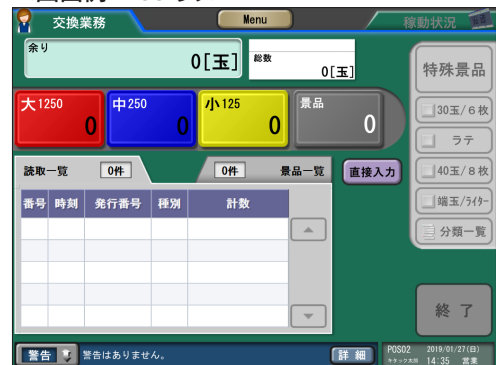 交換業務
Menu
稼動状況
余り
0[玉]
総数
0[玉]
特殊景品
大1250
0
中250
0
小125
0
景品
0
30玉/6枚
ラテ
40玉/8枚
端玉/ライター
分類一覧
読取一覧
0件
0件
景品一覧
直接入力
番号 時刻 発行番号 種別 計数
終了
警告
警告はありません。
詳細
POS02
2019/01/27(日)
14:35 営業